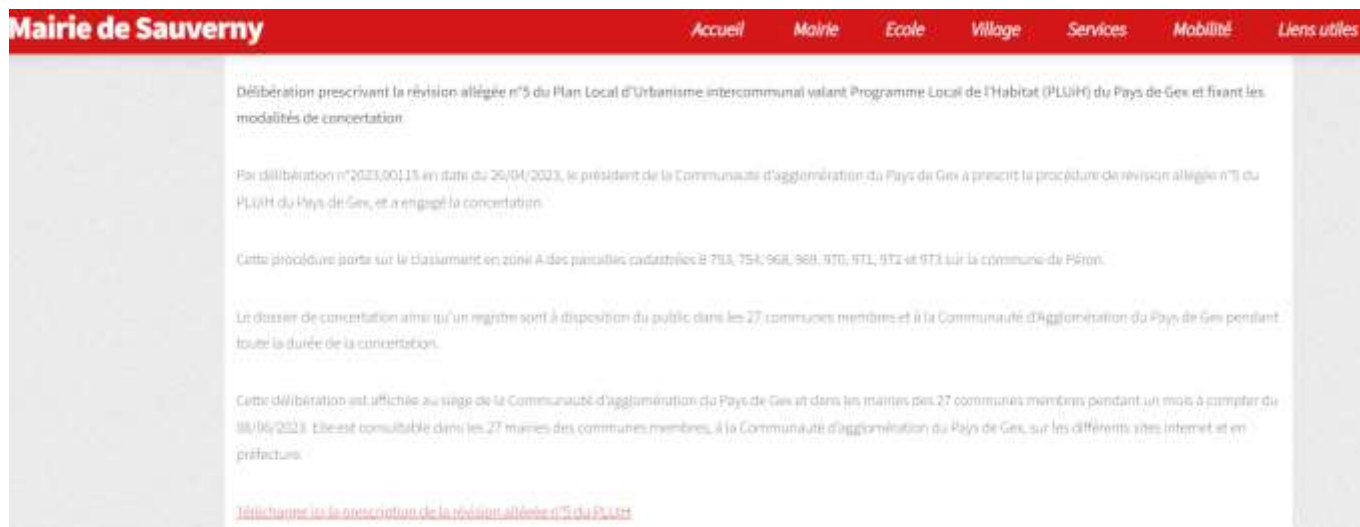 Mairie de Sauverny
Accueil Mairie Ecole Village Services Mobilité Liens utiles
Délibération prescrivant la révision allégée n°5 du Plan Local d'Urbanisme intercommunal valant Programme Local de l'Habitat (PLUiH) du Pays de Gex et fixant les
modalités de concertation
Par délibération n°2023.00115 en date du 26/04/2023, le président de la Communauté d'agglomération du Pays de Gex a prescrit la procédure de révision allégée n°5 du
PLUiH du Pays de Gex, et a engagé la concertation.
Cette procédure porte sur le classement en zone A des parcelles cadastrées B 753, 754, 968, 969, 970, 971, 972 et 973 sur la commune de Péron.
Le dossier de concertation ainsi qu'un registre sont à disposition du public dans les 27 communes membres et à la Communauté d'Agglomération du Pays de Gex pendant
toute la durée de la concertation.
Cette délibération est affichée au siège de la Communauté d'agglomération du Pays de Gex et dans les mairies des 27 communes membres pendant un mois à compter du
08/06/2023. Elle est consultable dans les 27 mairies des communes membres, à la Communauté d'agglomération du Pays de Gex, sur les différents sites internet et en
préfecture.
Télécharger ici la prescription de la révision allégée n°5 du PLUiH